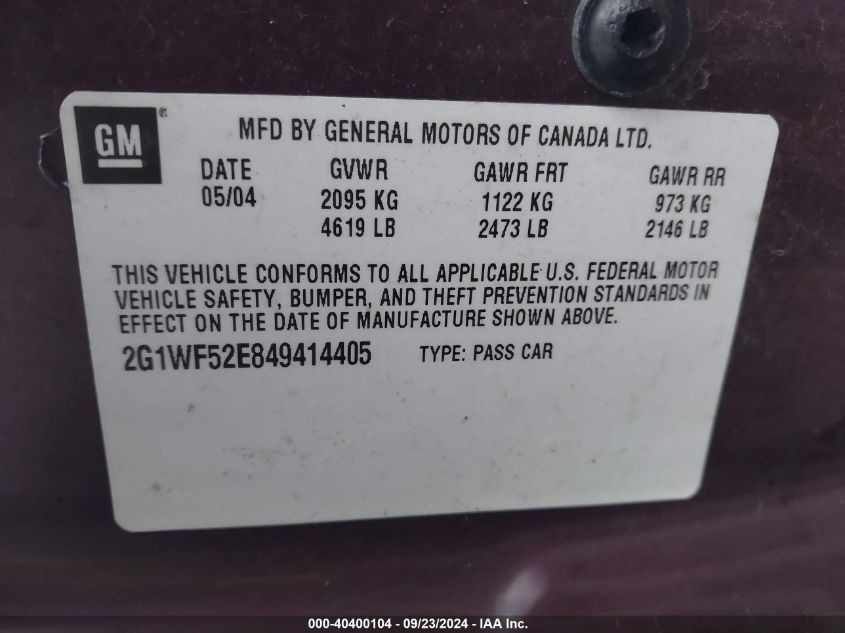 GM®
MFD BY GENERAL MOTORS OF CANADA LTD.
DATE GVWR GAWR FRT GAWR RR
05/04 2095 KG 1122 KG 973 KG
4619 LB 2473 LB 2146 LB
THIS VEHICLE CONFORMS TO ALL APPLICABLE U.S. FEDERAL MOTOR
VEHICLE SAFETY, BUMPER, AND THEFT PREVENTION STANDARDS IN
EFFECT ON THE DATE OF MANUFACTURE SHOWN ABOVE.
2G1WF52E849414405 TYPE: PASS CAR
000-40400104 - 09/23/2024 - IAA Inc.